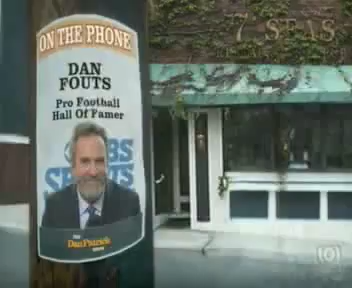 ON THE PHONE
DAN
FOUTS
Pro Football
Hall Of Famer
CBS
SPORTS
THE
Dan Patrick
SHOW
7 SEAS